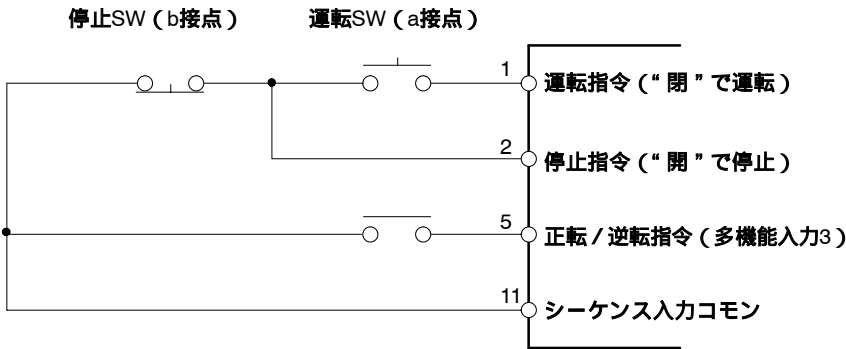 停止SW（b接点）
運転SW（a接点）
1
運転指令（“閉”で運転）
2
停止指令（“開”で停止）
5
正転／逆転指令（多機能入力3）
11
シーケンス入力コモン